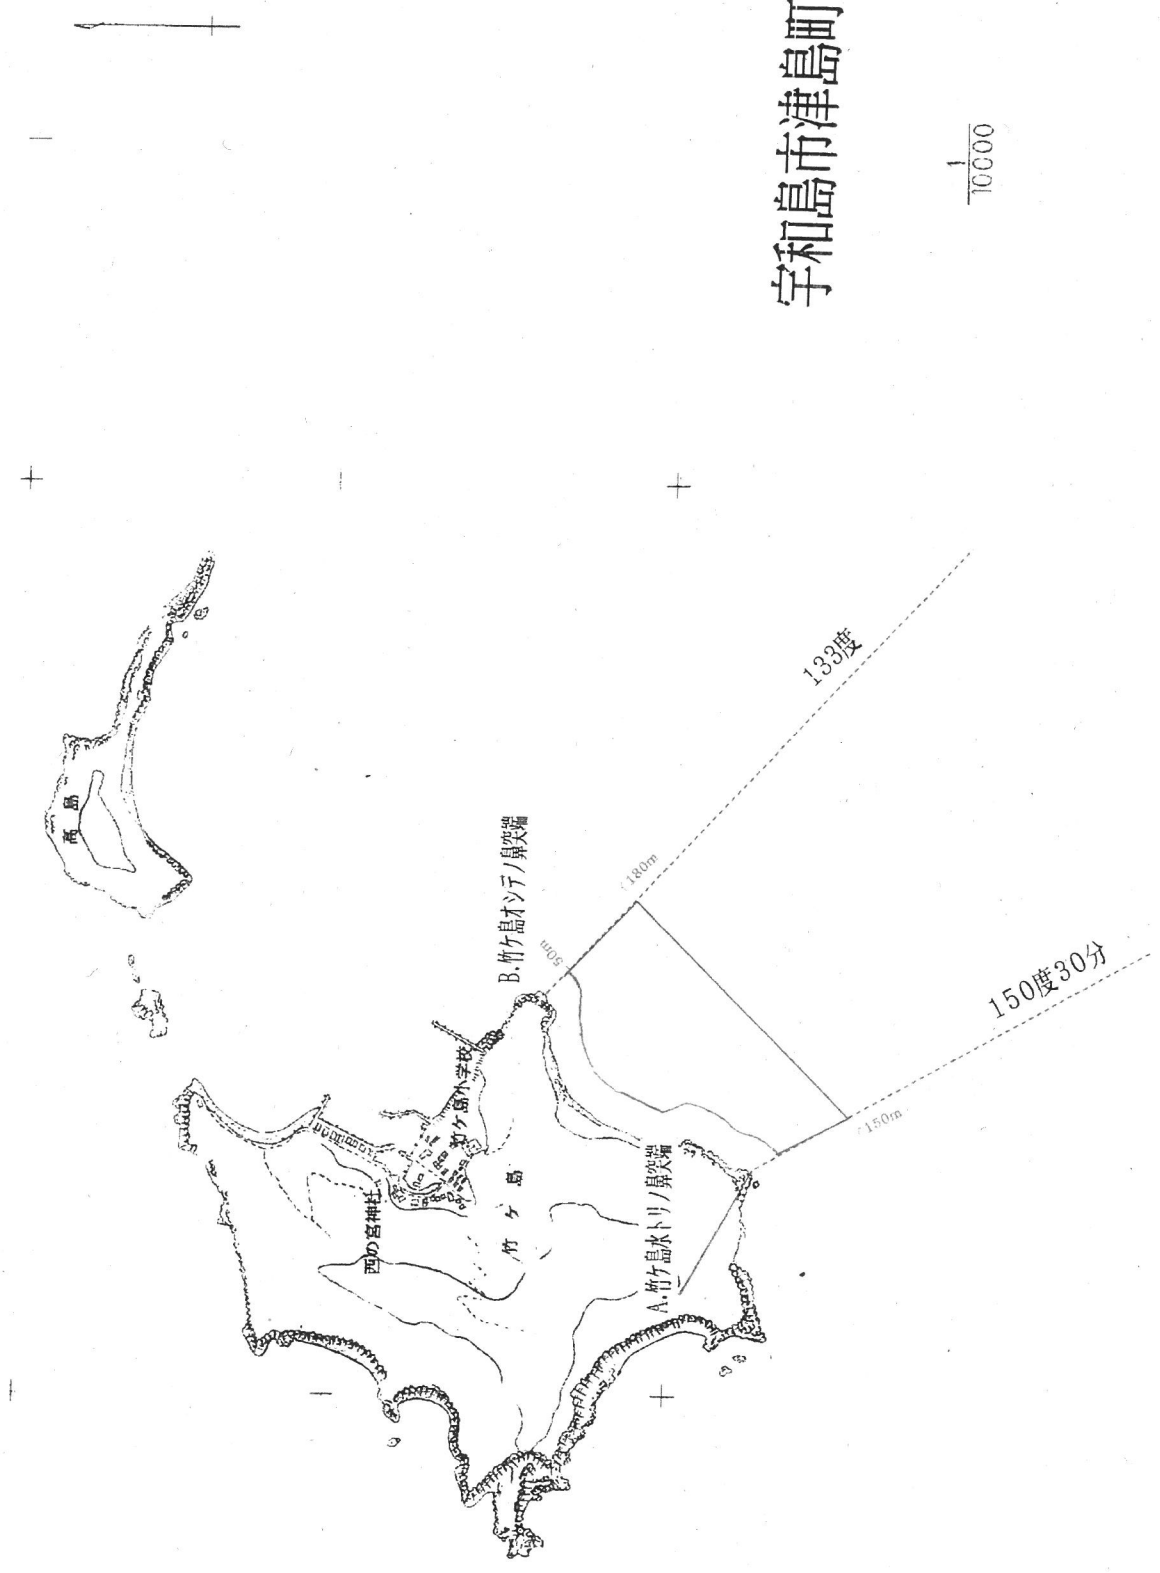 宇和島市津島町
1
10000
高島
B.竹ケ島オシテノ鼻突端
50m
180m
133度
竹ケ島小学校
西の宮神社
竹ケ島
A.竹ケ島水トリノ鼻突端
150m
150度30分